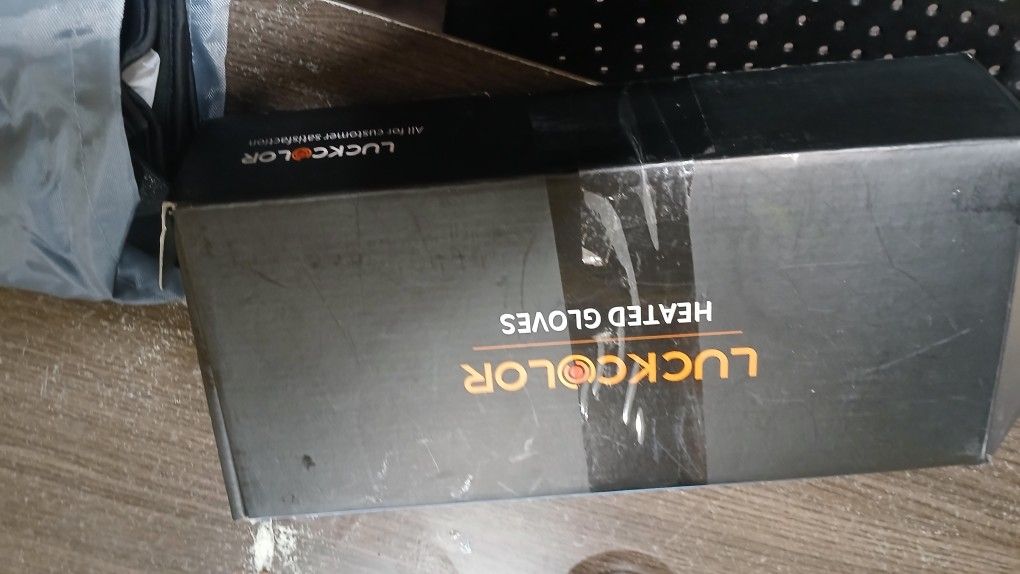 LUCKCOLOR
HEATED GLOVES
LUCKCOLOR
All for customer satisfaction